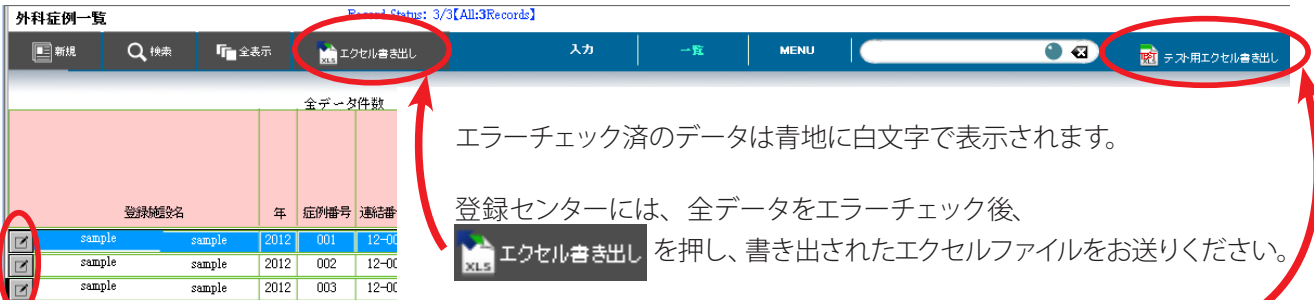 外科症例一覧 Record Status: 3/3【All:3Records】
新規 検索 全表示 エクセル書き出し 入力 一覧 MENU テスト用エクセル書き出し
全データ件数
エラーチェック済のデータは青地に白文字で表示されます。
登録施設名 年 症例番号 連結番
登録センターには、全データをエラーチェック後、
エクセル書き出し を押し、書き出されたエクセルファイルをお送りください。
sample sample 2012 001 12-00
sample sample 2012 002 12-00
sample sample 2012 003 12-00